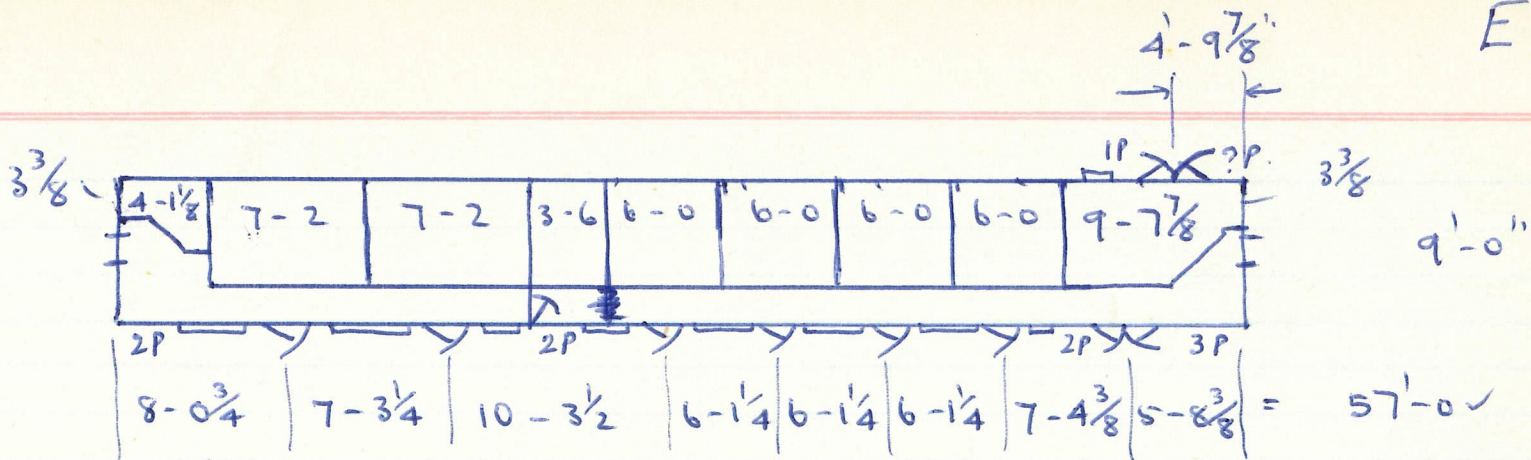 E
4'-9 7/8"
1P ?P.
3 3/8 3 3/8
4-1 1/8 7-2 7-2 3-6 6-0 6-0 6-0 6-0 9-7 7/8
9'-0"
2P 2P 2P 3P
8-0 3/4 7-3 1/4 10-3 1/2 6-1 1/4 6-1 1/4 6-1 1/4 7-4 3/8 5-8 3/8 = 57'-0 ✓